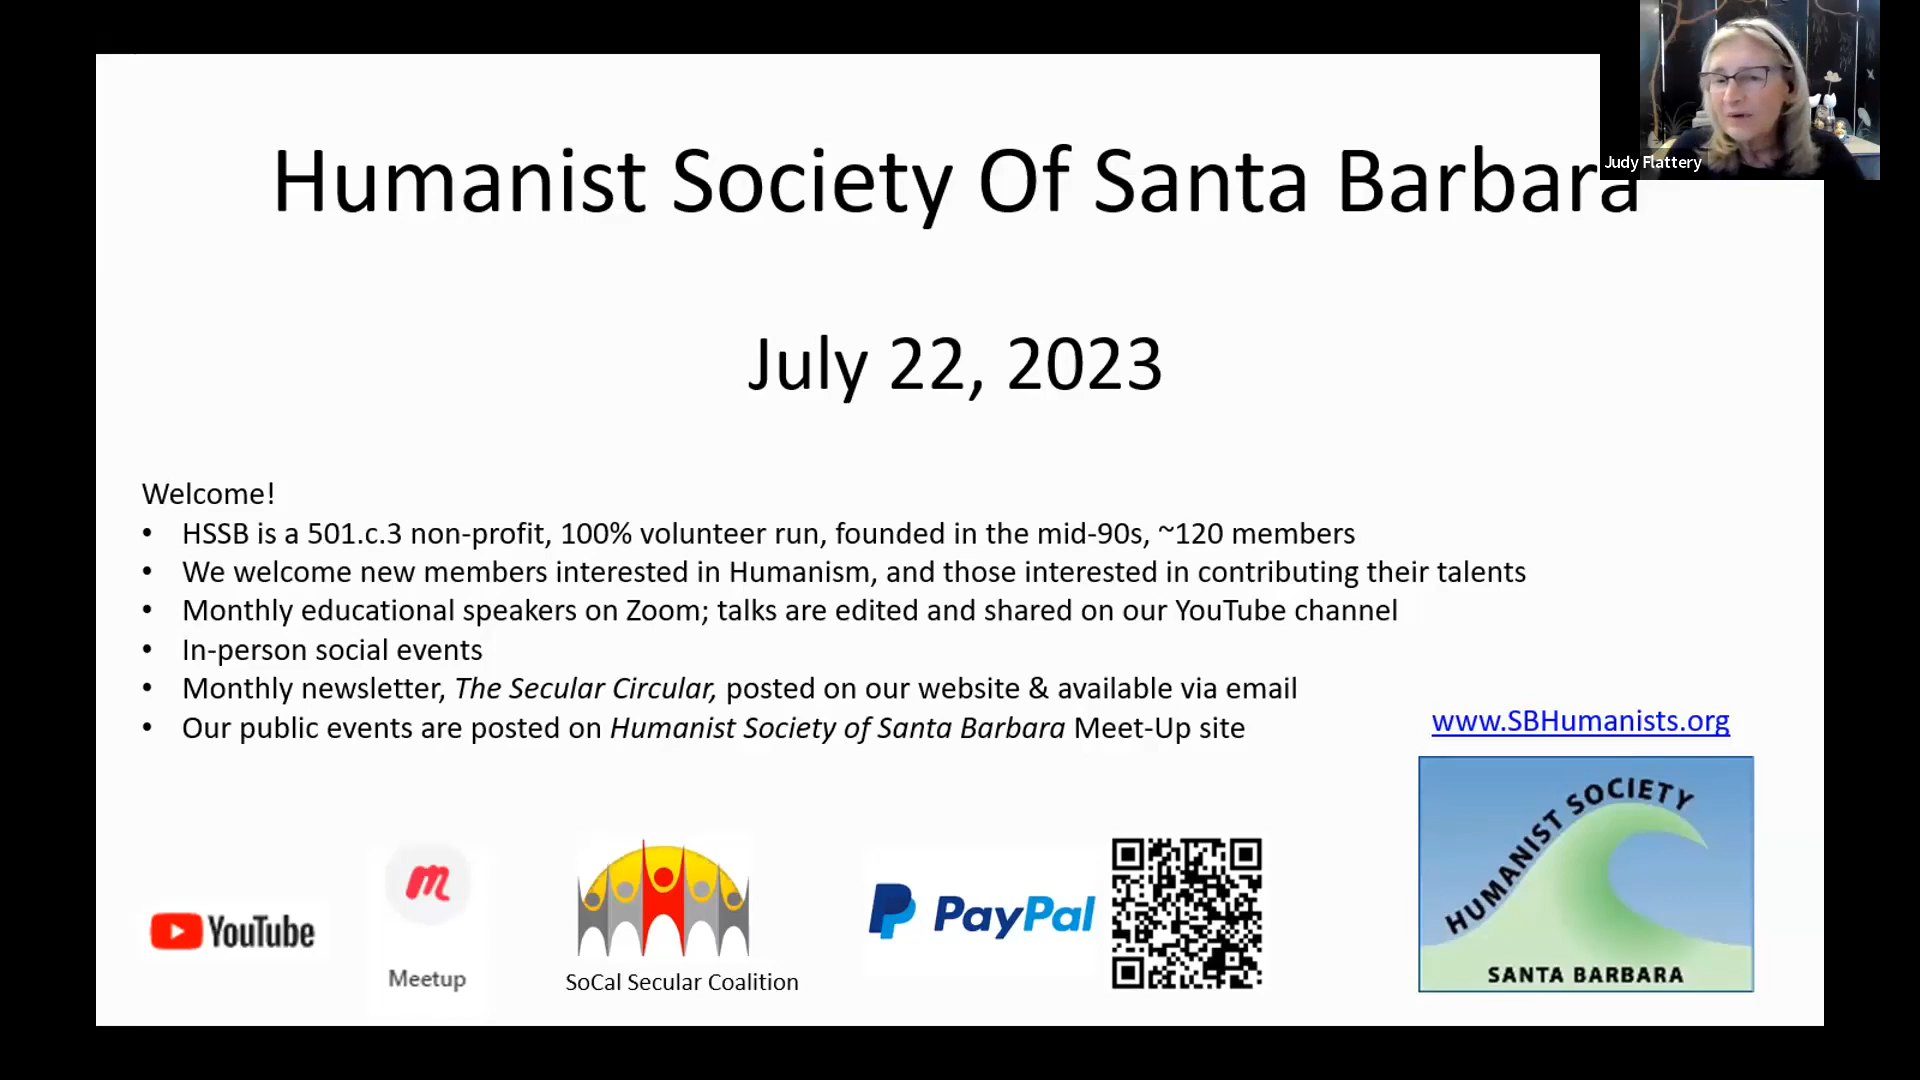 Judy Flattery
Humanist Society Of Santa Barbara
July 22, 2023
Welcome!
• HSSB is a 501.c.3 non-profit, 100% volunteer run, founded in the mid-90s, ~120 members
• We welcome new members interested in Humanism, and those interested in contributing their talents
• Monthly educational speakers on Zoom; talks are edited and shared on our YouTube channel
• In-person social events
• Monthly newsletter, The Secular Circular, posted on our website & available via email
• Our public events are posted on Humanist Society of Santa Barbara Meet-Up site
www.SBHumanists.org
YouTube
m
Meetup
SoCal Secular Coalition
PayPal
HUMANIST SOCIETY
SANTA BARBARA